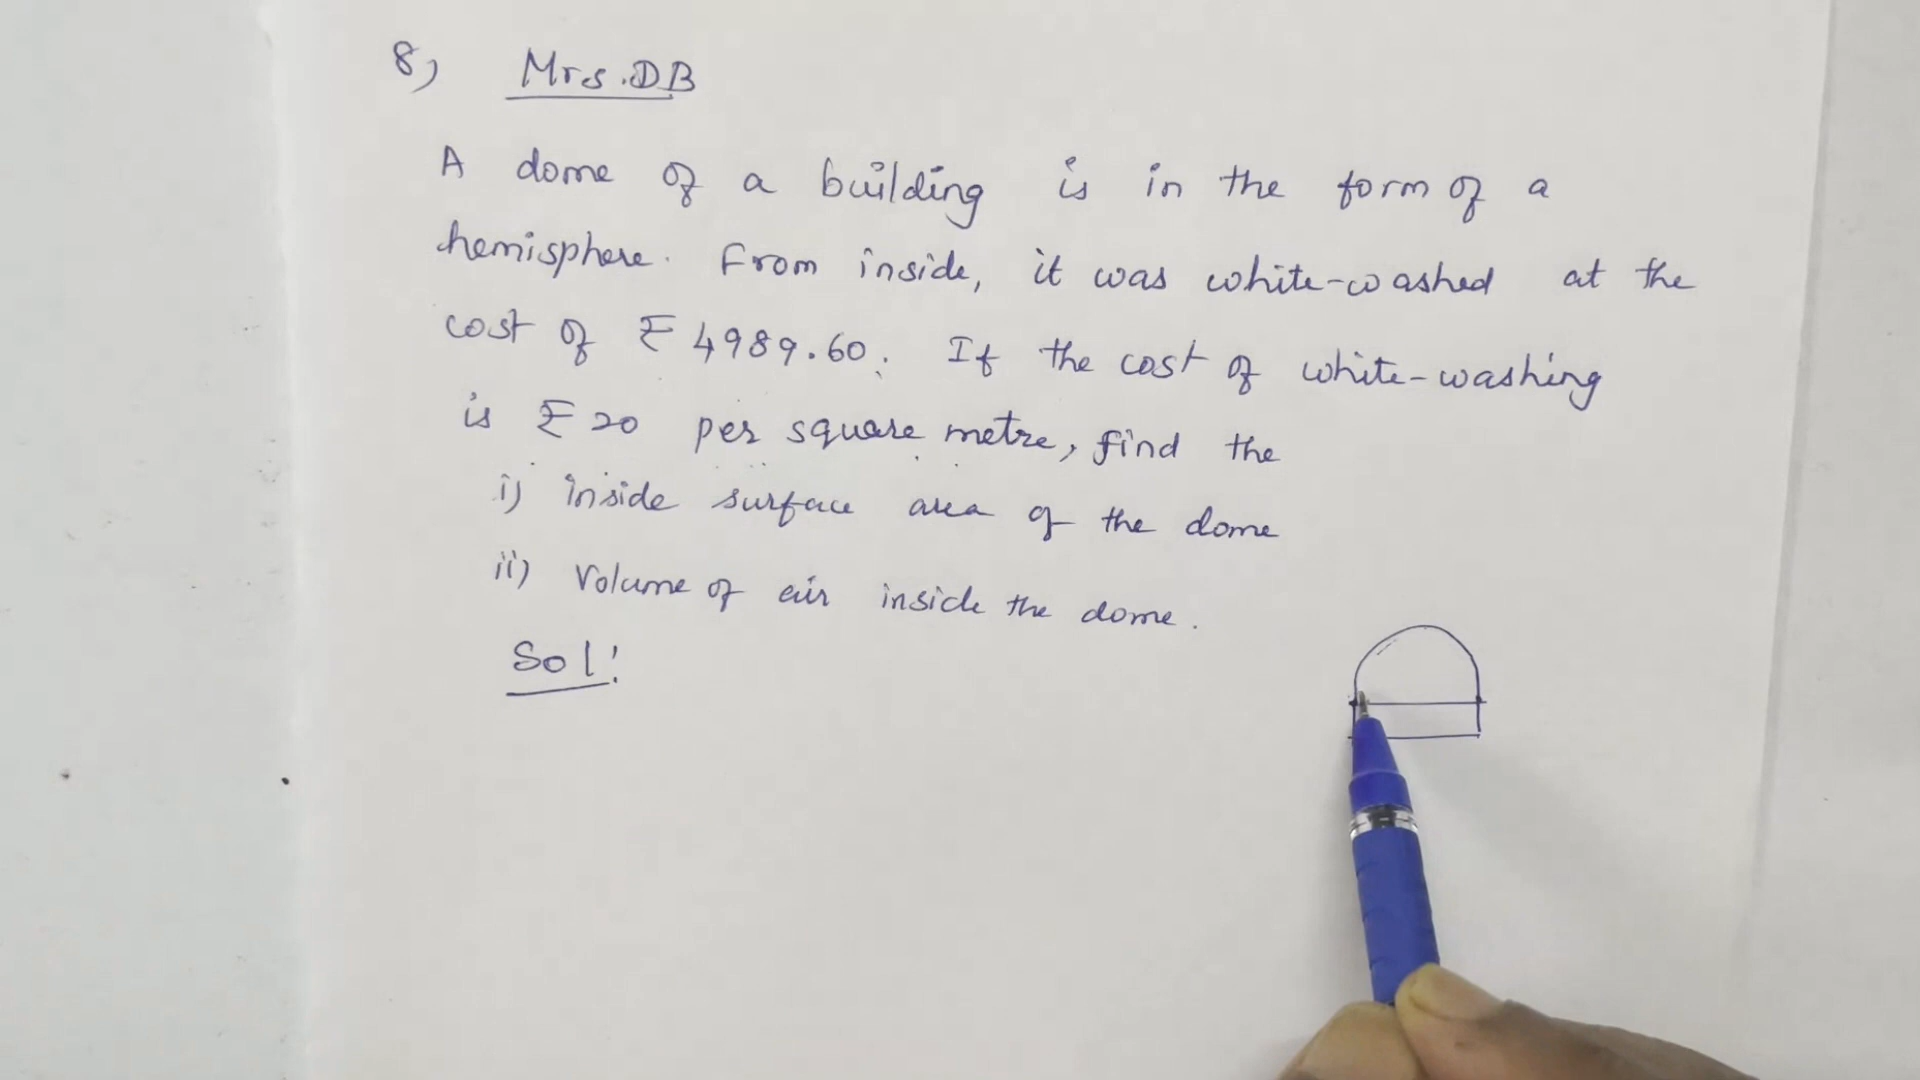 8) Mrs.DB
A dome of a building is in the form of a
hemisphere. From inside, it was white-washed at the
cost of ₹ 4989.60. If the cost of white-washing
is ₹ 20 per square metre, find the
i) inside surface area of the dome
ii) Volume of air inside the dome.
Sol: